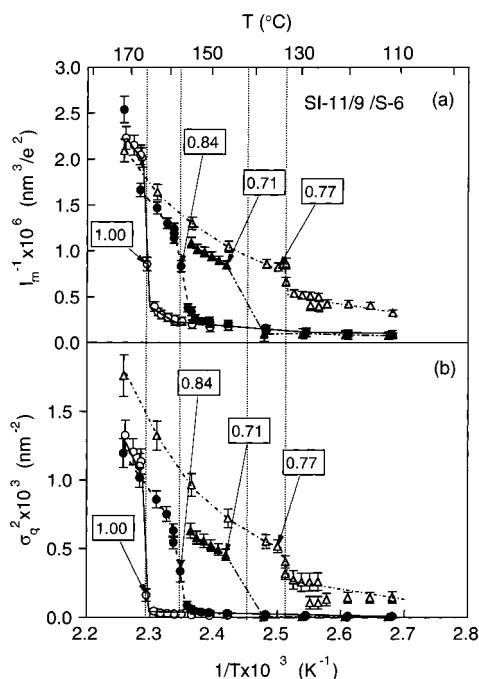 T (°C)
170 150 130 110
SI-11/9 /S-6 (a)
3.0
2.5
2.0
1.5
1.0
0.5
0.0
I_m^-1 x10^6 (nm^3/e^2)
0.84
0.71
0.77
1.00
(b)
1.5
1.0
0.5
0.0
σ_q^2 x10^3 (nm^-2)
0.84
0.71
0.77
1.00
2.2 2.3 2.4 2.5 2.6 2.7 2.8
1/Tx10^3 (K^-1)